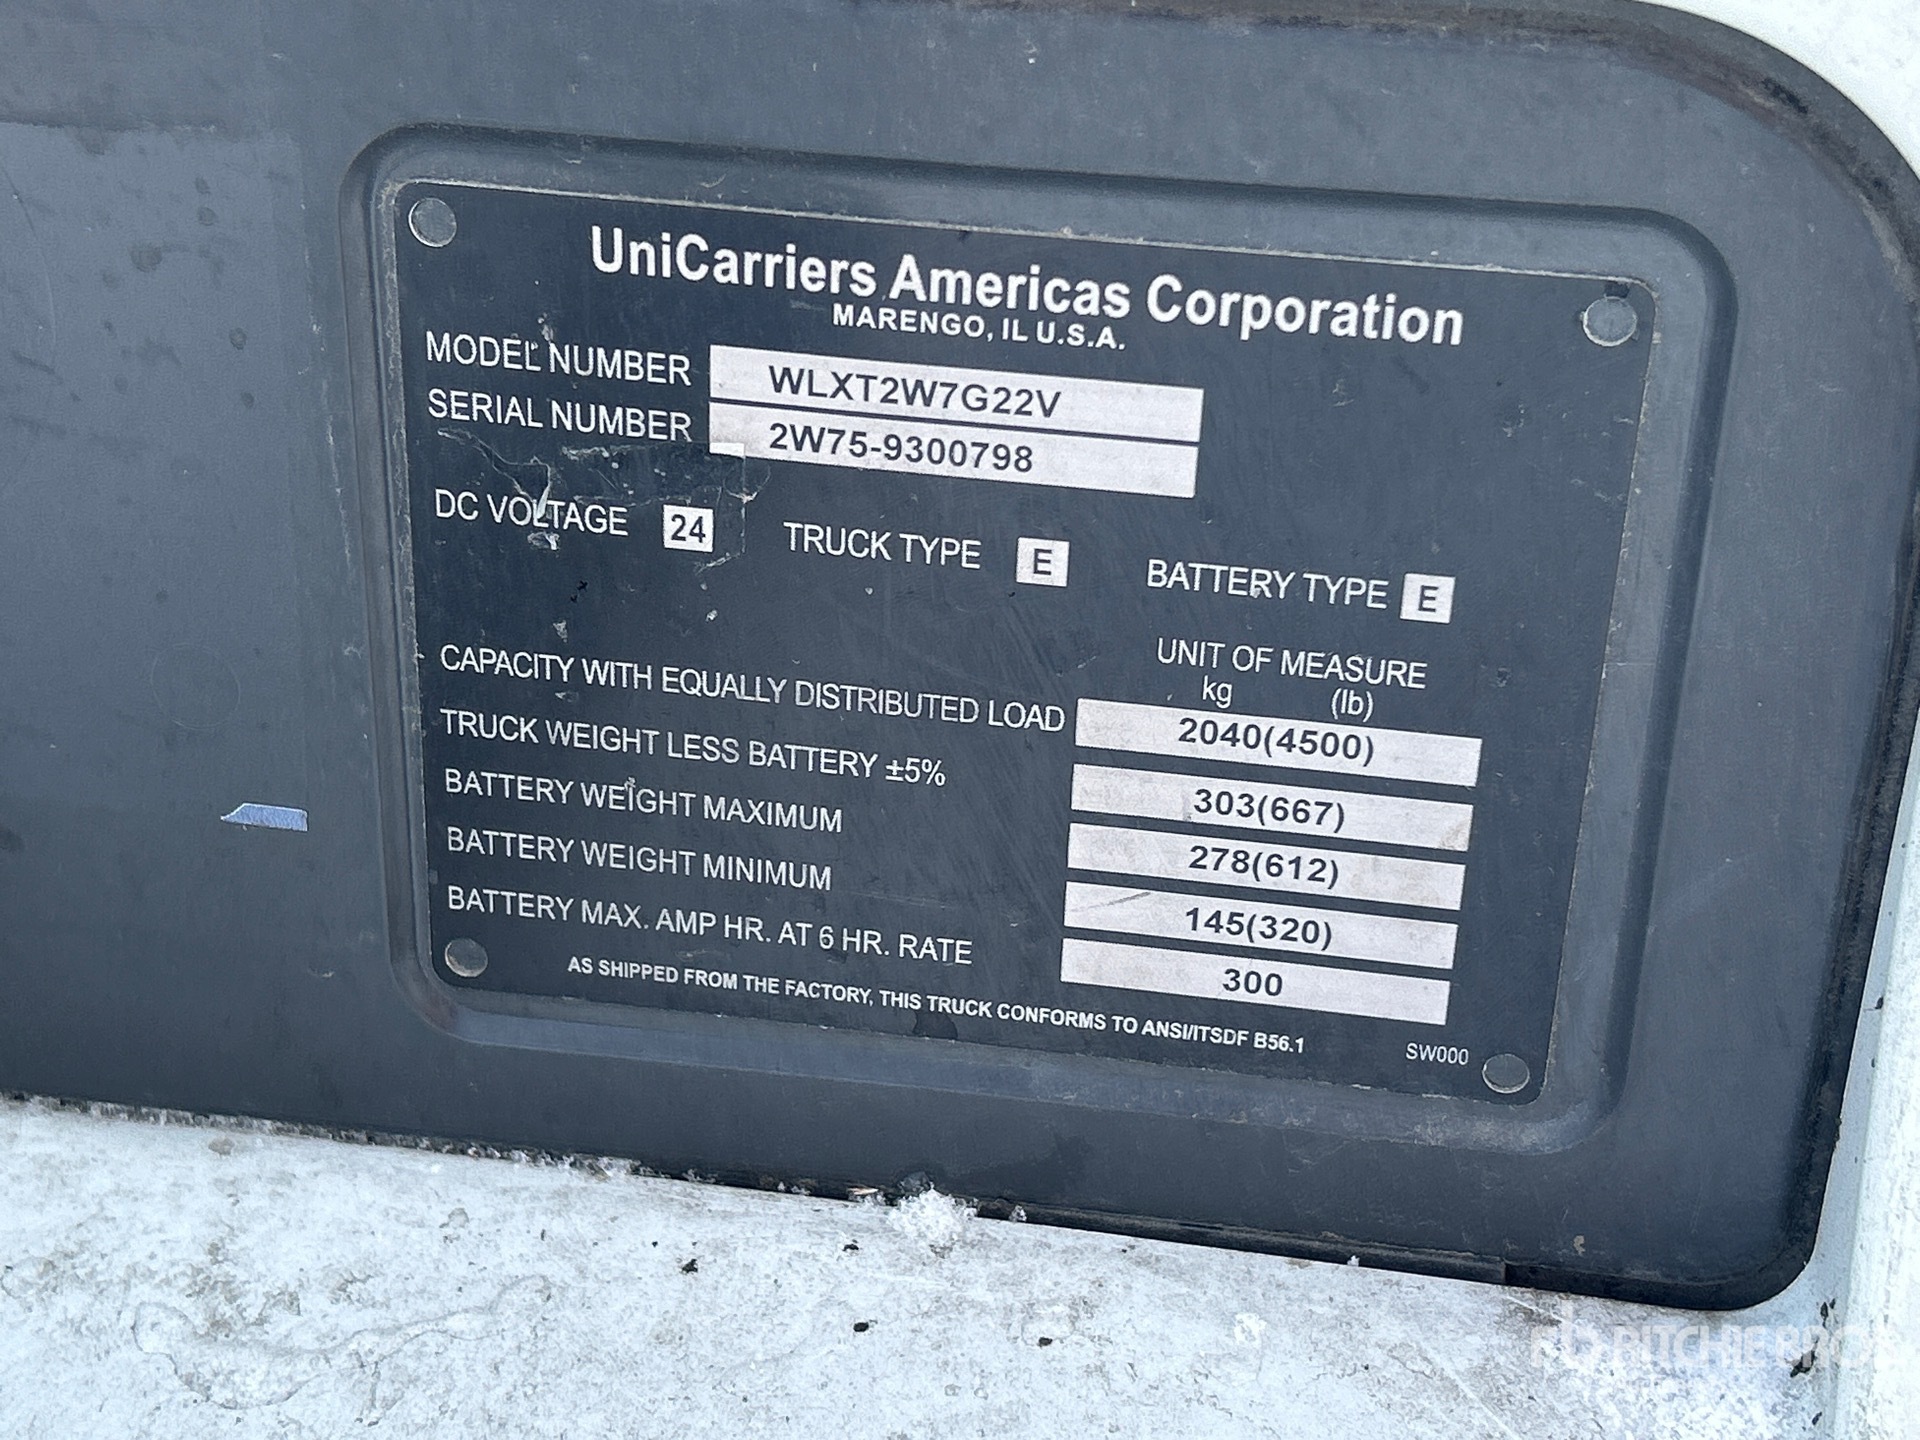 UniCarriers Americas Corporation
MARENGO, IL U.S.A.
MODEL NUMBER WLXT2W7G22V
SERIAL NUMBER 2W75-9300798
DC VOLTAGE 24 TRUCK TYPE E BATTERY TYPE E
UNIT OF MEASURE
kg (lb)
CAPACITY WITH EQUALLY DISTRIBUTED LOAD 2040(4500)
TRUCK WEIGHT LESS BATTERY ±5% 303(667)
BATTERY WEIGHT MAXIMUM 278(612)
BATTERY WEIGHT MINIMUM 145(320)
BATTERY MAX. AMP HR. AT 6 HR. RATE 300
AS SHIPPED FROM THE FACTORY, THIS TRUCK CONFORMS TO ANSI/ITSDF B56.1
SW000
rb RITCHIE BROS